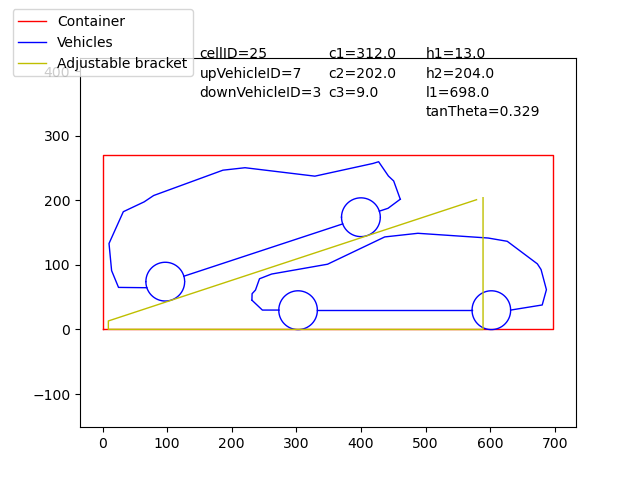 Container
Vehicles
Adjustable bracket
cellID=25 c1=312.0 h1=13.0
upVehicleID=7 c2=202.0 h2=204.0
downVehicleID=3 c3=9.0 l1=698.0
tanTheta=0.329
400
300
200
100
0
−100
0 100 200 300 400 500 600 700